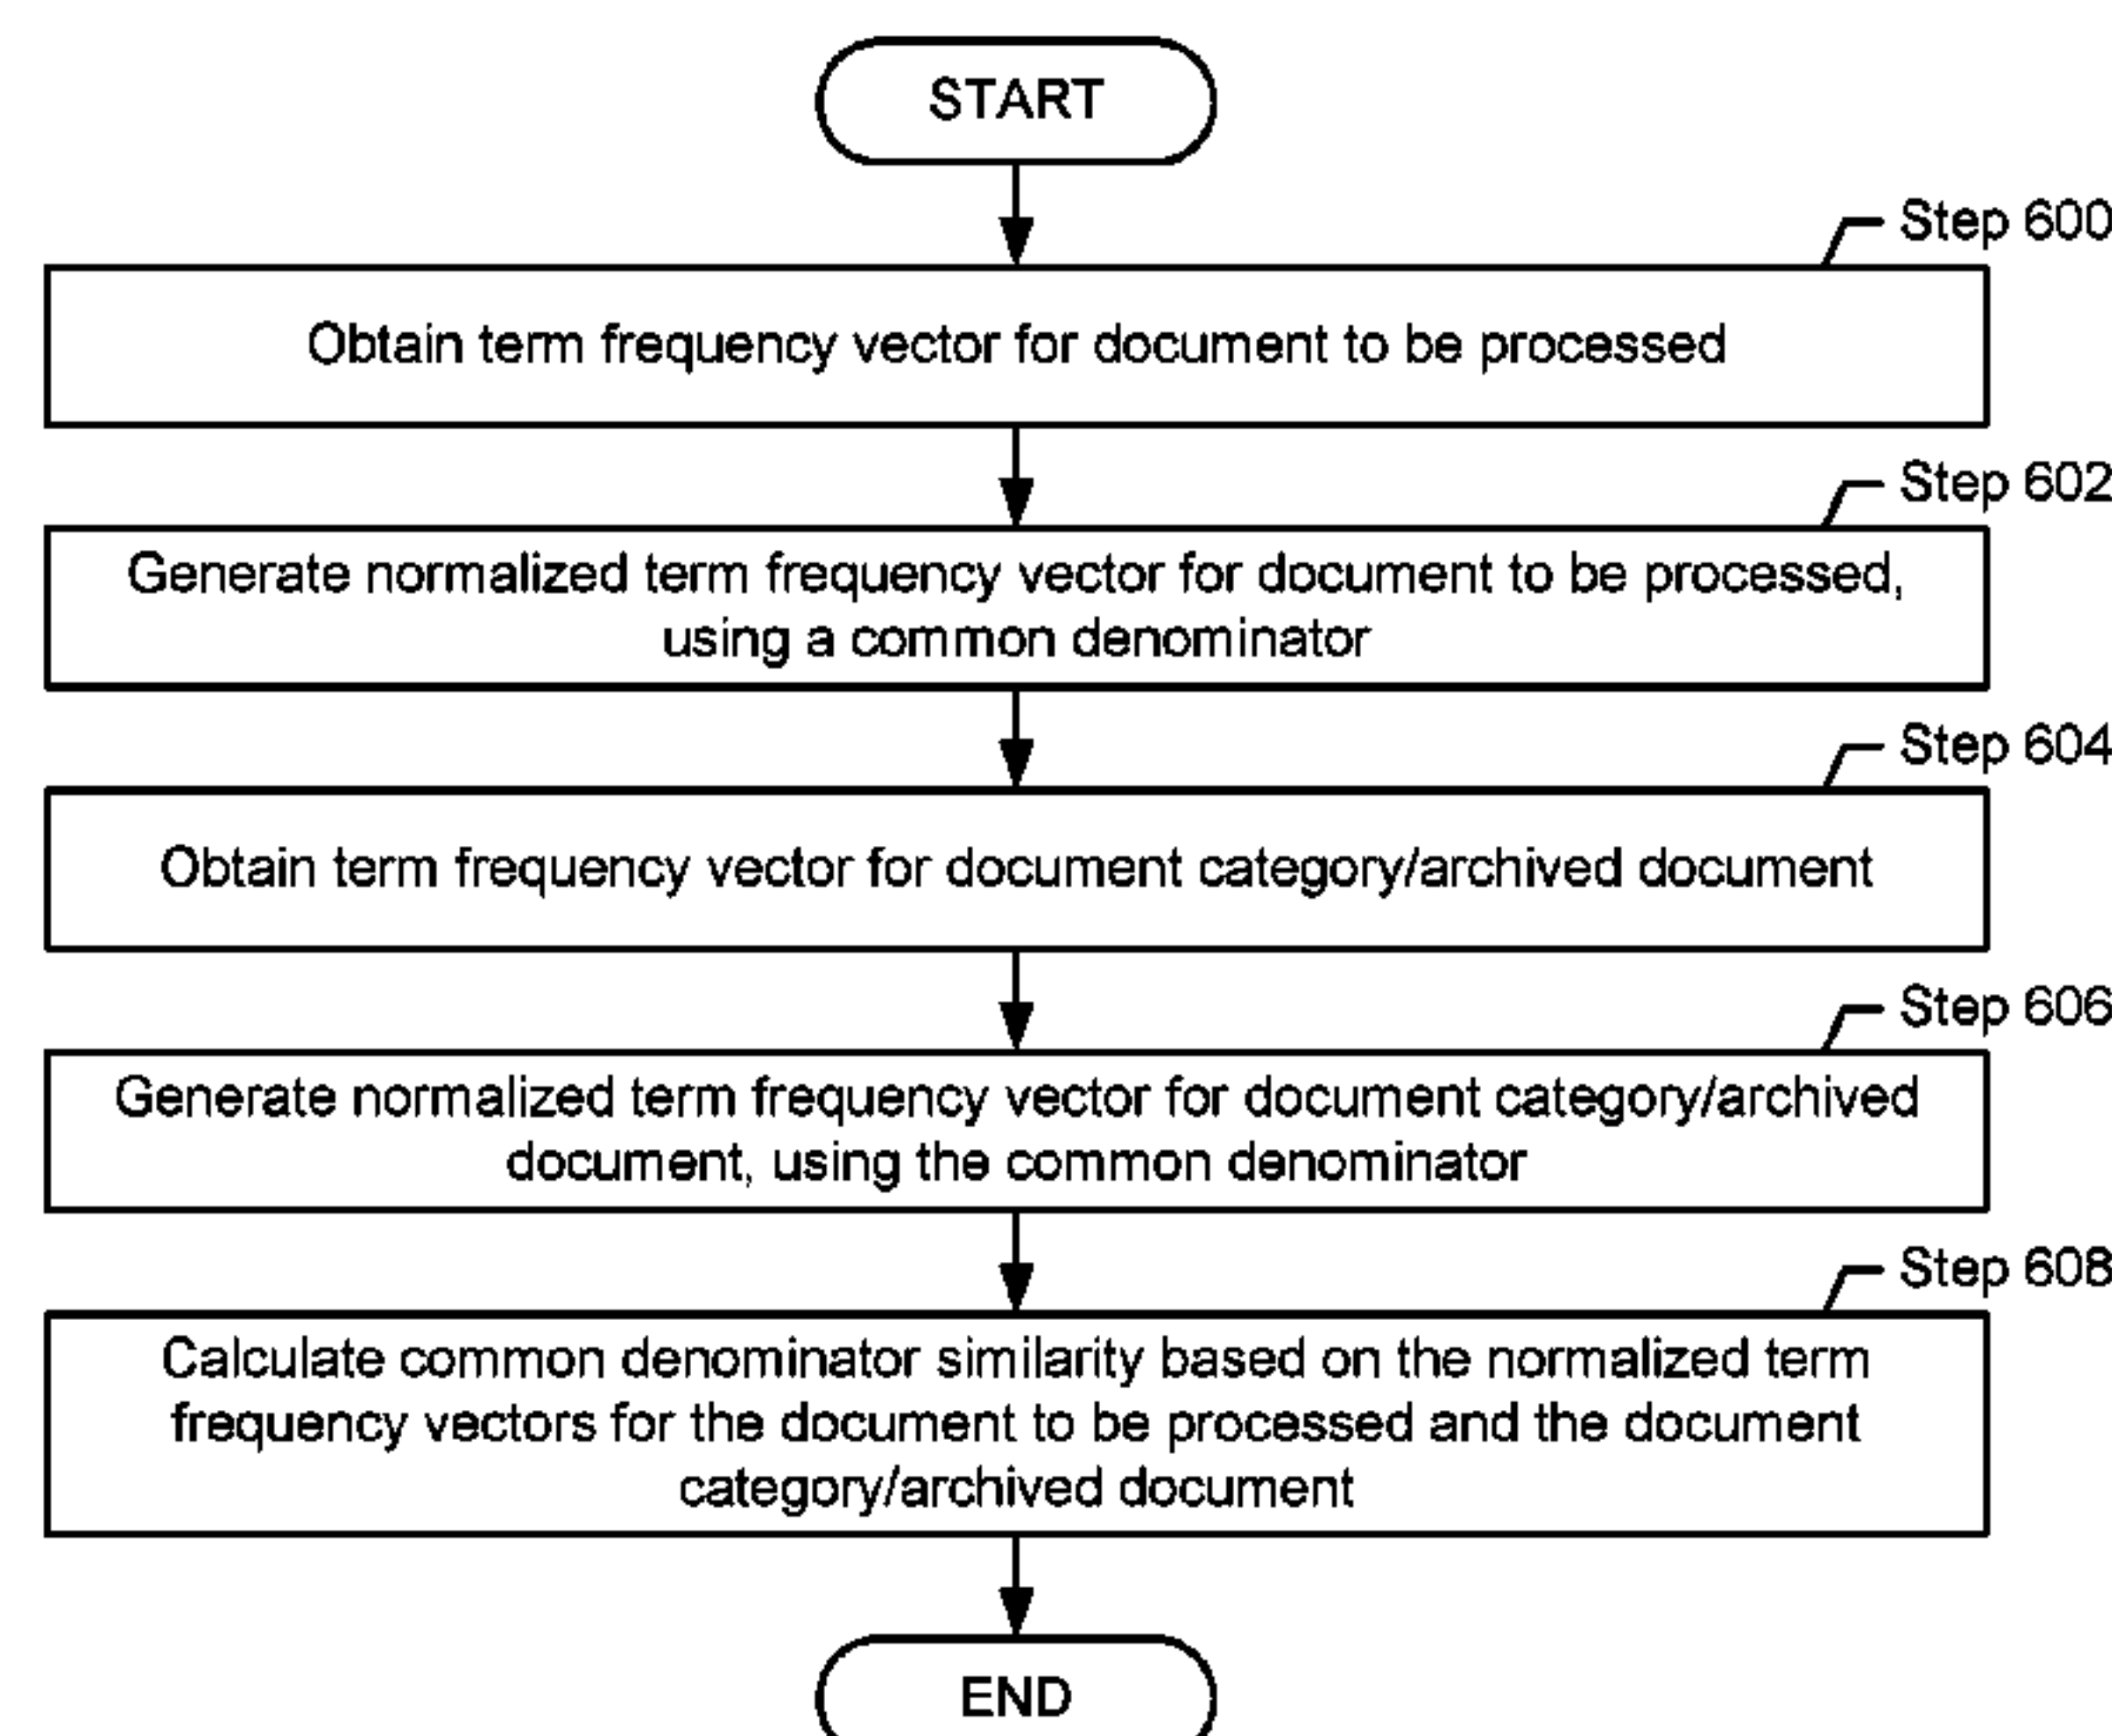 START
Step 600
Obtain term frequency vector for document to be processed
Step 602
Generate normalized term frequency vector for document to be processed,
using a common denominator
Step 604
Obtain term frequency vector for document category/archived document
Step 606
Generate normalized term frequency vector for document category/archived
document, using the common denominator
Step 608
Calculate common denominator similarity based on the normalized term
frequency vectors for the document to be processed and the document
category/archived document
END